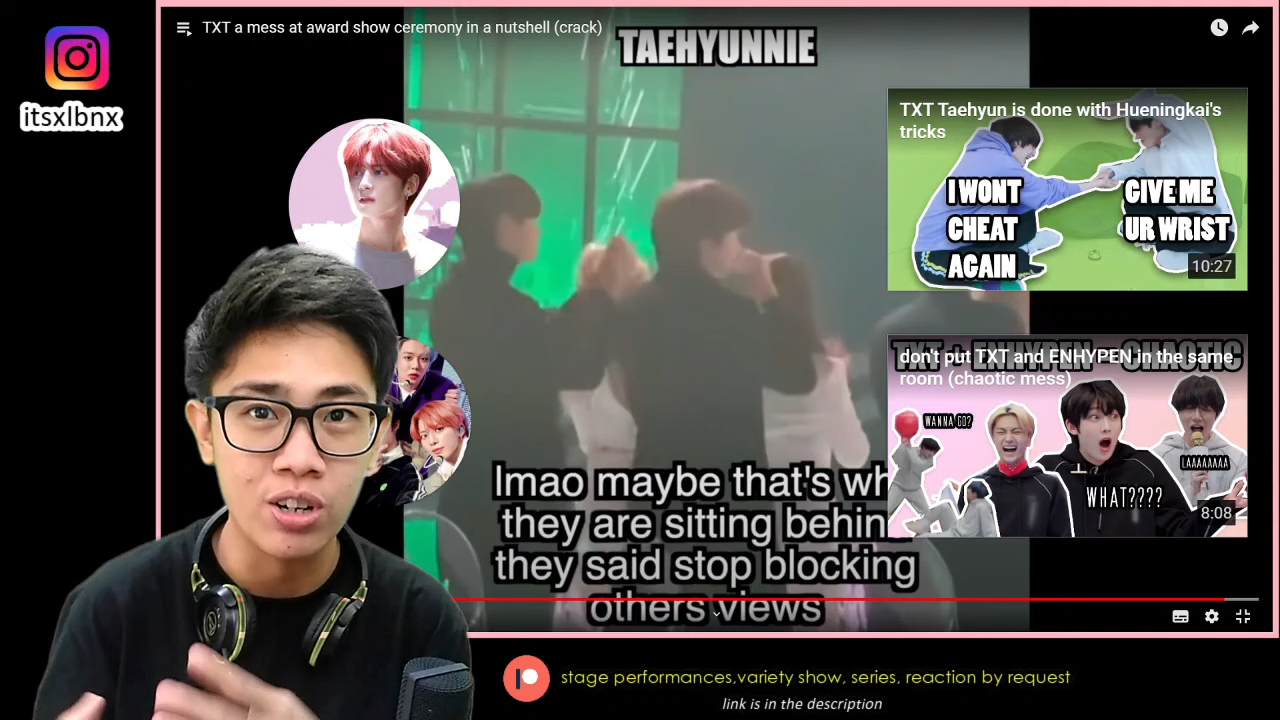 itsxlbnx
TXT a mess at award show ceremony in a nutshell (crack)
TAEHYUNNIE
TXT Taehyun is done with Hueningkai's
tricks
I WONT
CHEAT
AGAIN
GIVE ME
UR WRIST
10:27
TXT + ENHYPEN = CHAOTIC
don't put TXT and ENHYPEN in the same
room (chaotic mess)
WANNA GO?
LAAAAAAAA
WHAT????
8:08
lmao maybe that's wh
they are sitting behin
they said stop blocking
others views
stage performances,variety show, series, reaction by request
link is in the description